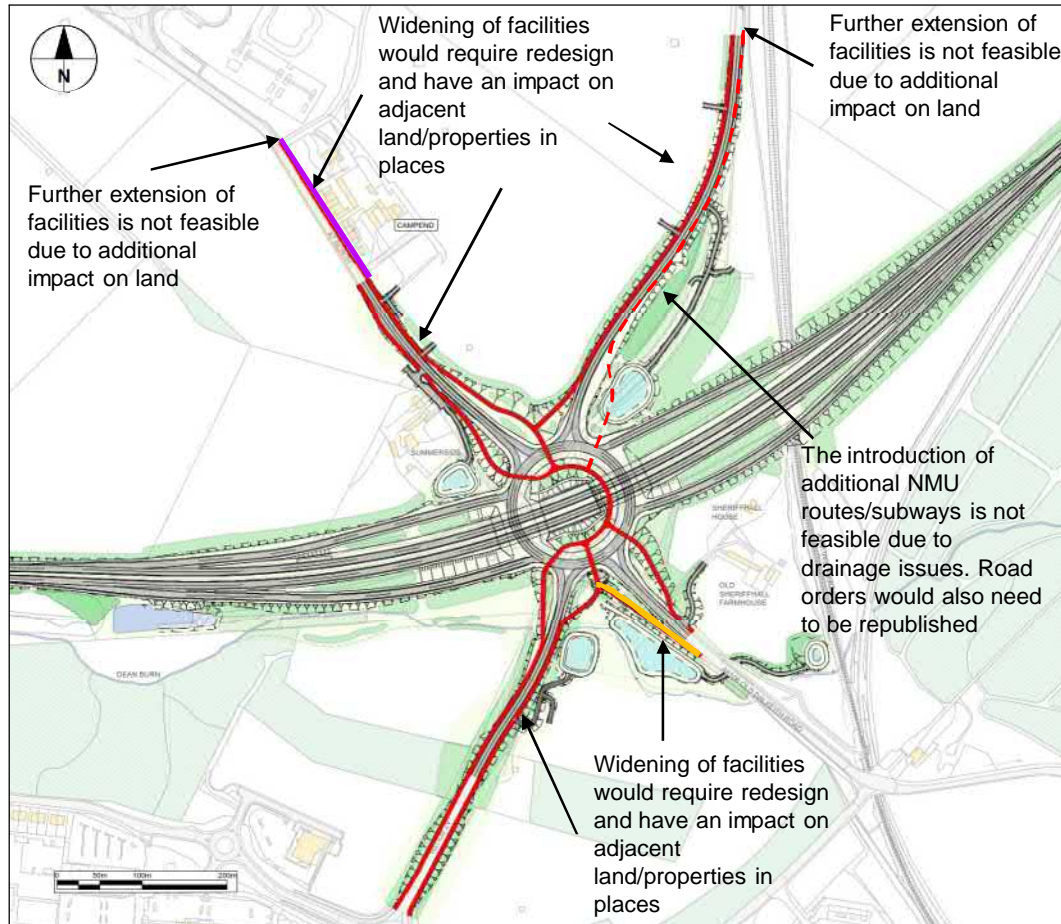 Widening of facilities
would require redesign
and have an impact on
adjacent
land/properties in
places
Further extension of
facilities is not feasible
due to additional
impact on land
N
Further extension of
facilities is not feasible
due to additional
impact on land
CAMPEND
SUMMERSIDE
The introduction of
additional NMU
routes/subways is not
feasible due to
drainage issues. Road
orders would also need
to be republished
SHERIFFHALL
HOUSE
OLD
SHERIFFHALL
FARMHOUSE
DEAN BURN
Widening of facilities
would require redesign
and have an impact on
adjacent
land/properties in
places
0 50m 100m 200m